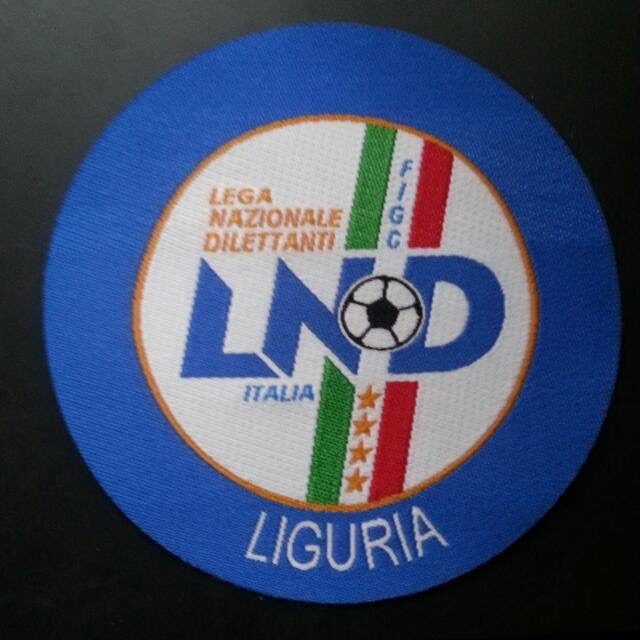 LEGA
NAZIONALE
DILETTANTI
FIGC
LND
ITALIA
LIGURIA